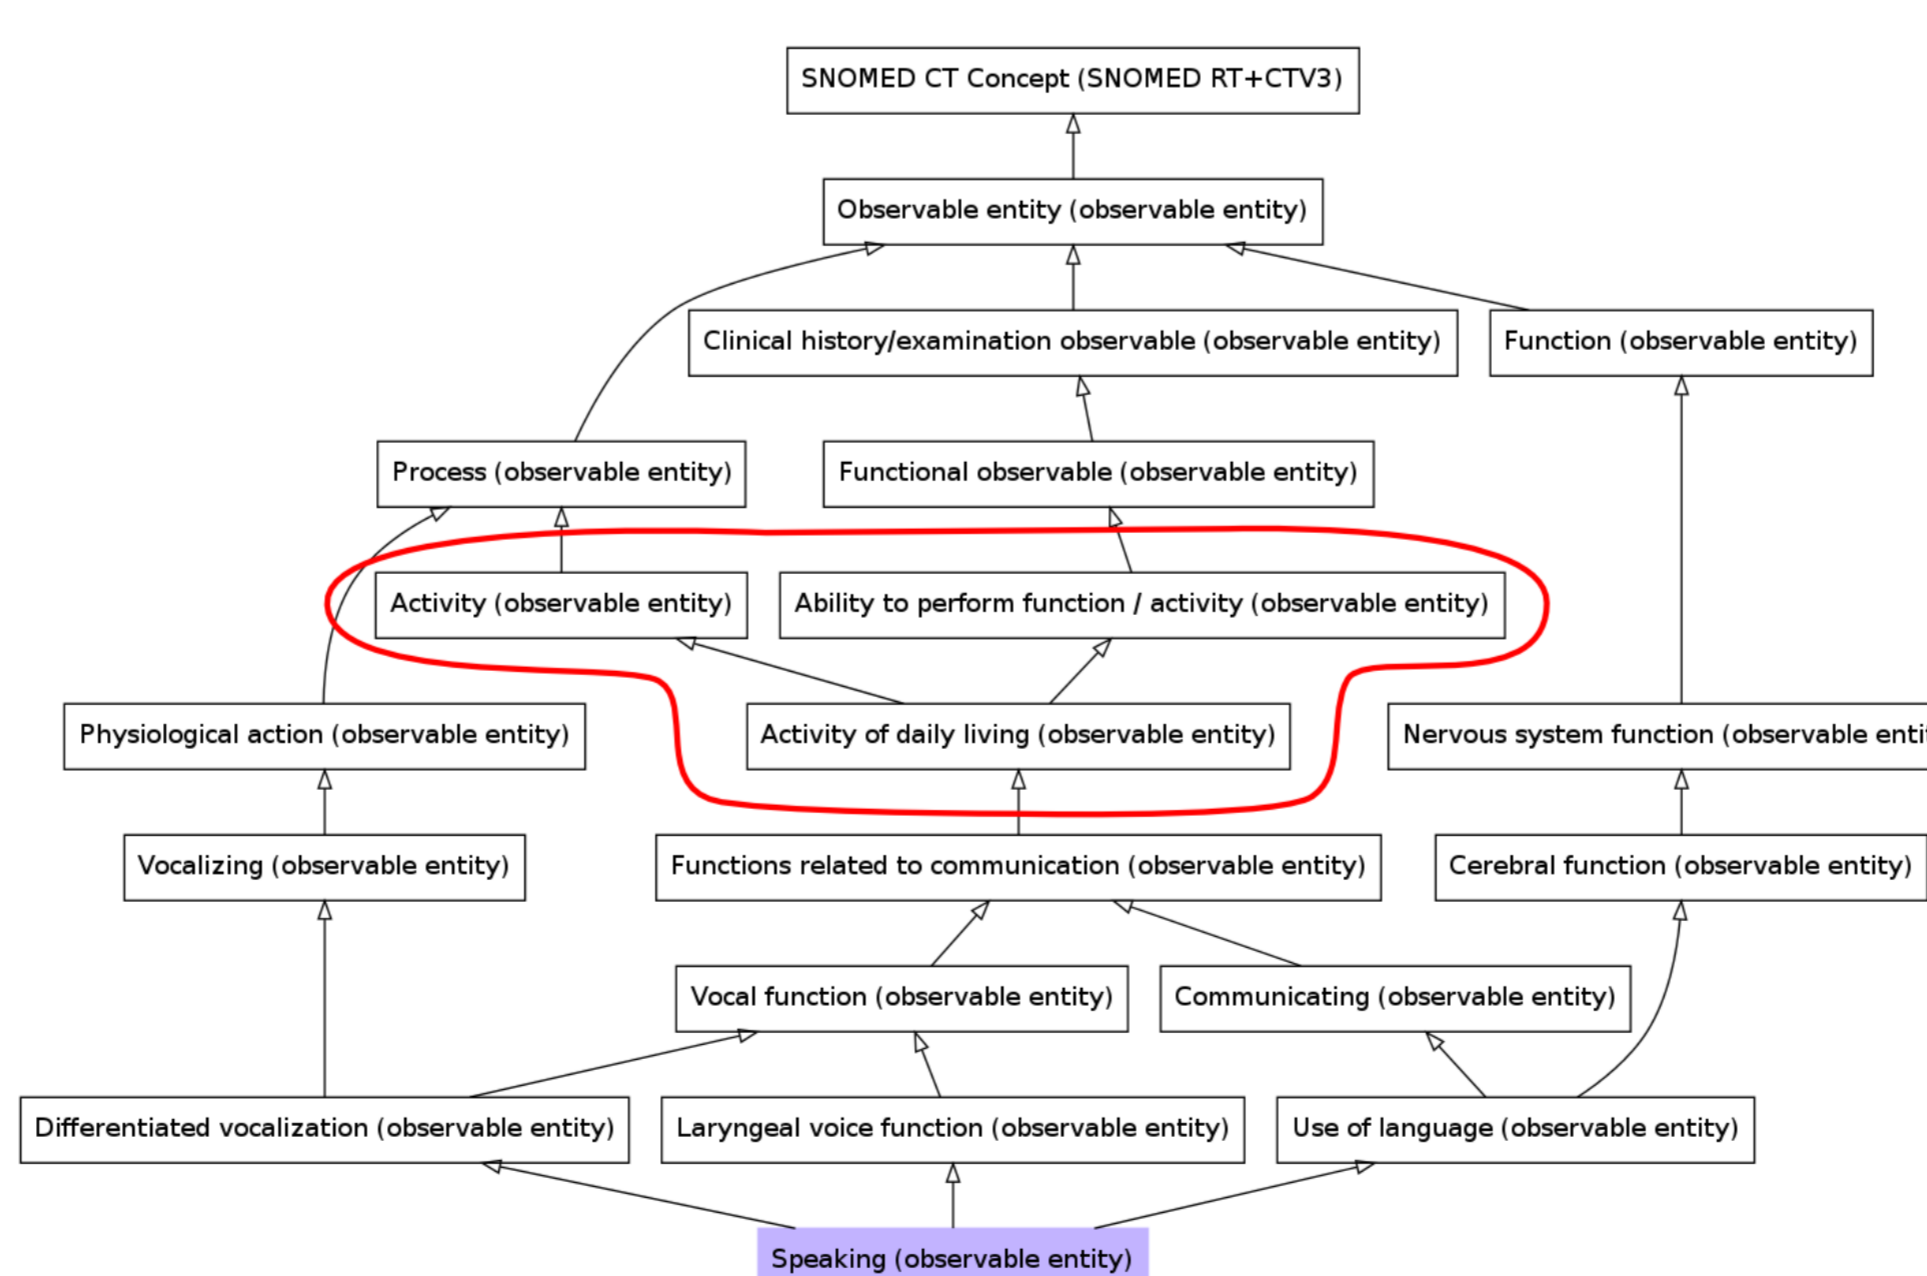 SNOMED CT Concept (SNOMED RT+CTV3)
Observable entity (observable entity)
Clinical history/examination observable (observable entity)
Function (observable entity)
Process (observable entity)
Functional observable (observable entity)
Activity (observable entity)
Ability to perform function / activity (observable entity)
Physiological action (observable entity)
Activity of daily living (observable entity)
Nervous system function (observable
Vocalizing (observable entity)
Functions related to communication (observable entity)
Cerebral function (observable entity)
Vocal function (observable entity)
Communicating (observable entity)
Differentiated vocalization (observable entity)
Laryngeal voice function (observable entity)
Use of language (observable entity)
Speaking (observable entity)